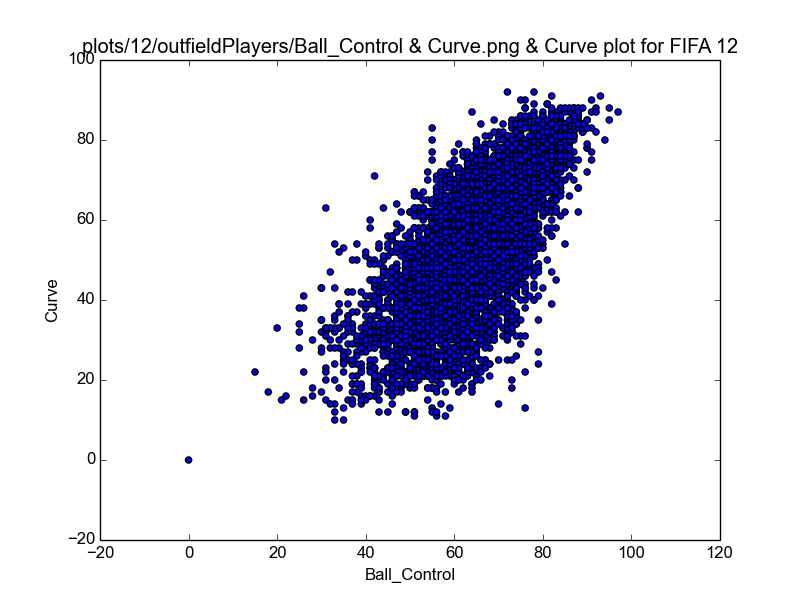 plots/12/outfieldPlayers/Ball_Control & Curve.png & Curve plot for FIFA 12
100
80
60
40
20
0
−20
Curve
−20 0 20 40 60 80 100 120
Ball_Control